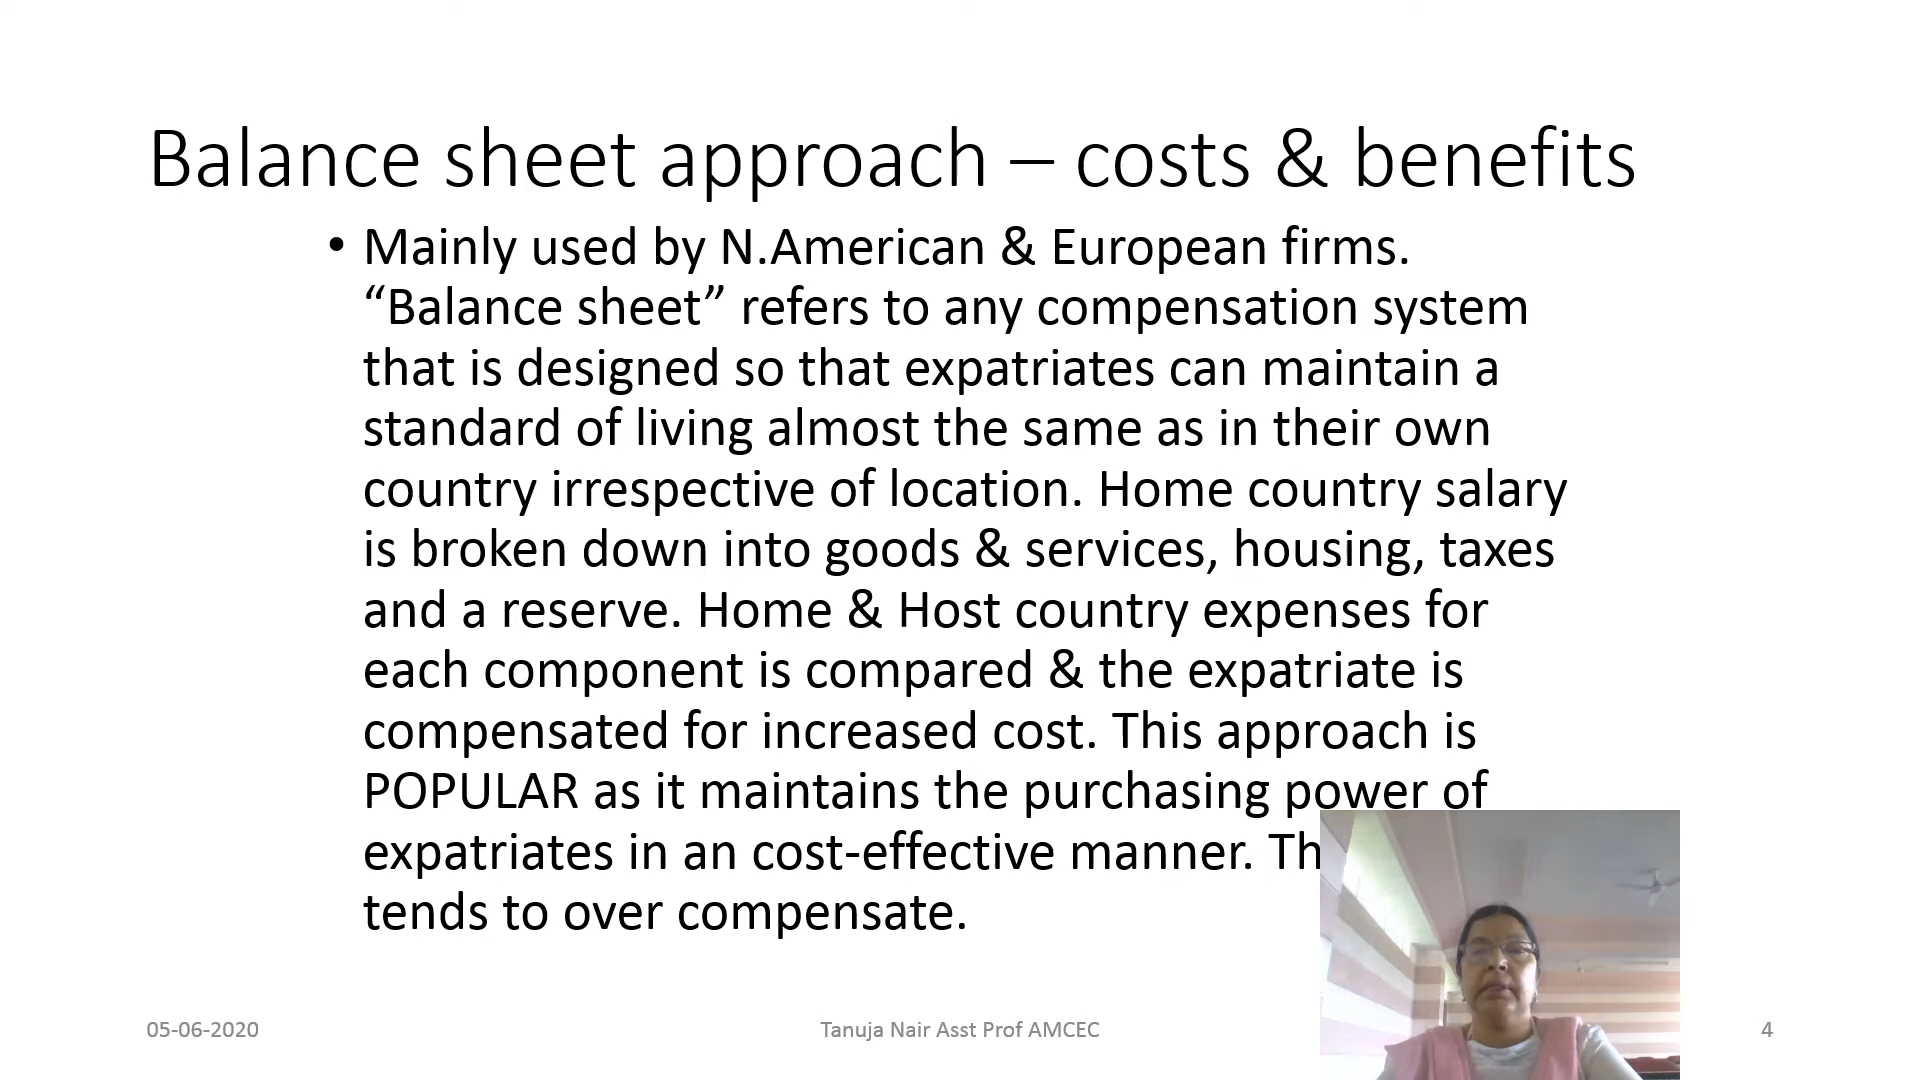 Balance sheet approach – costs & benefits
• Mainly used by N.American & European firms.
“Balance sheet” refers to any compensation system
that is designed so that expatriates can maintain a
standard of living almost the same as in their own
country irrespective of location. Home country salary
is broken down into goods & services, housing, taxes
and a reserve. Home & Host country expenses for
each component is compared & the expatriate is
compensated for increased cost. This approach is
POPULAR as it maintains the purchasing power of
expatriates in an cost-effective manner.
tends to over compensate.
05-06-2020
Tanuja Nair Asst Prof AMCEC
4